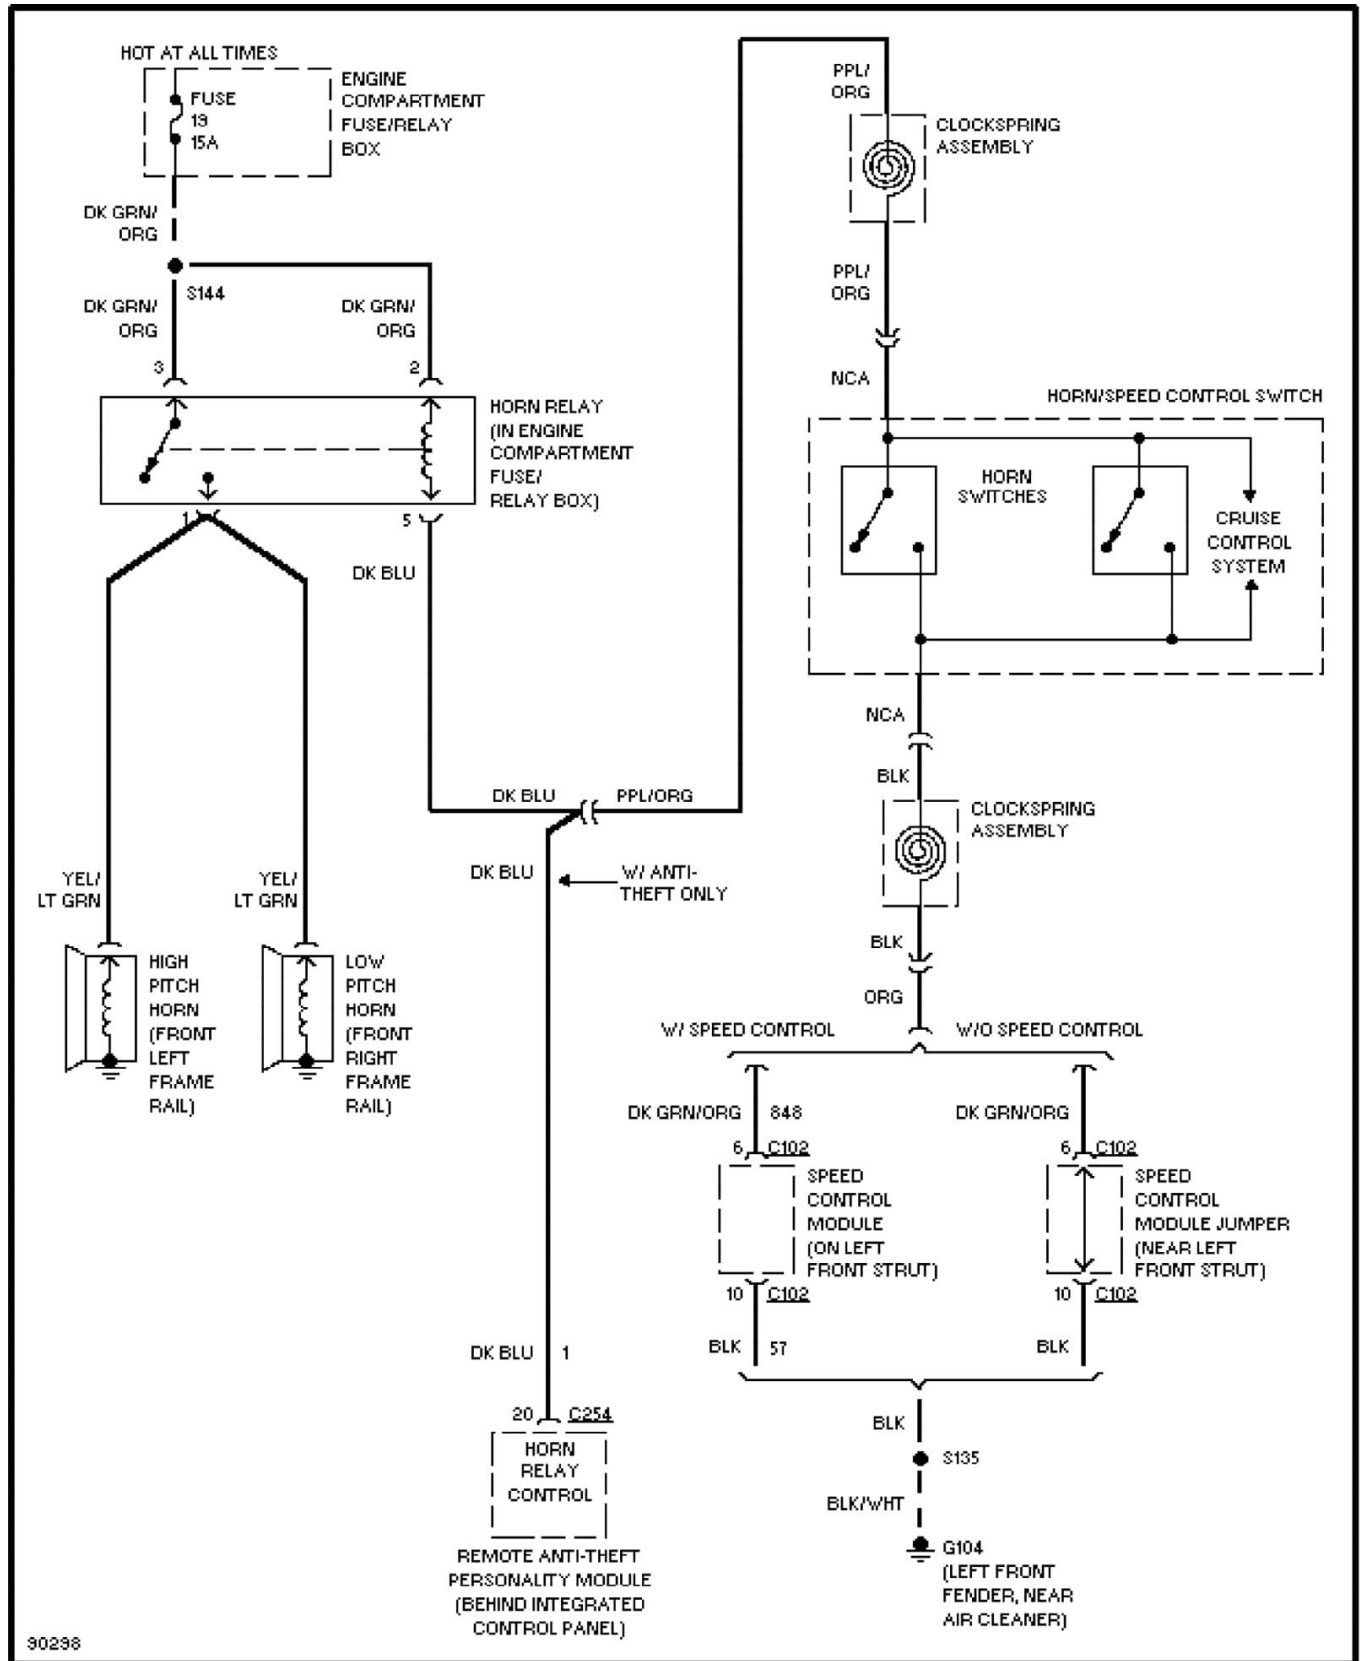 HOT AT ALL TIMES
FUSE
19
15A
ENGINE
COMPARTMENT
FUSE/RELAY
BOX
DK GRN/
ORG
S144
DK GRN/
ORG
DK GRN/
ORG
3
2
HORN RELAY
(IN ENGINE
COMPARTMENT
FUSE/
RELAY BOX)
1
5
DK BLU
YEL/
LT GRN
YEL/
LT GRN
HIGH
PITCH
HORN
(FRONT
LEFT
FRAME
RAIL)
LOW
PITCH
HORN
(FRONT
RIGHT
FRAME
RAIL)
DK BLU
PPL/ORG
DK BLU
W/ ANTI-
THEFT ONLY
DK BLU
1
20
C254
HORN
RELAY
CONTROL
REMOTE ANTI-THEFT
PERSONALITY MODULE
(BEHIND INTEGRATED
CONTROL PANEL)
PPL/
ORG
CLOCKSPRING
ASSEMBLY
PPL/
ORG
NCA
HORN/SPEED CONTROL SWITCH
HORN
SWITCHES
CRUISE
CONTROL
SYSTEM
NCA
BLK
CLOCKSPRING
ASSEMBLY
BLK
ORG
W/ SPEED CONTROL
W/O SPEED CONTROL
DK GRN/ORG
848
6
C102
SPEED
CONTROL
MODULE
(ON LEFT
FRONT STRUT)
10
C102
BLK
57
DK GRN/ORG
6
C102
SPEED
CONTROL
MODULE JUMPER
(NEAR LEFT
FRONT STRUT)
10
C102
BLK
BLK
S135
BLK/WHT
G104
(LEFT FRONT
FENDER, NEAR
AIR CLEANER)
90298